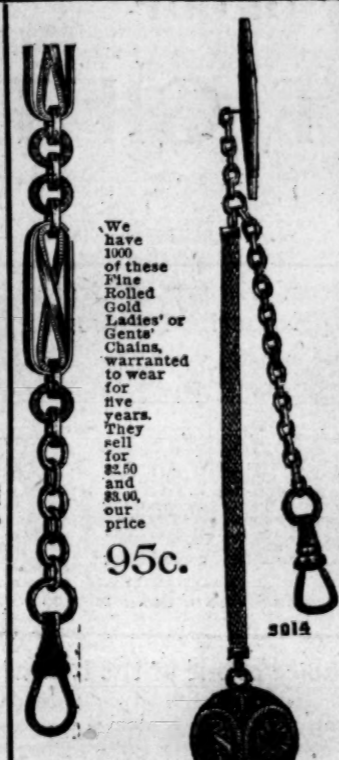 We
have
1000
of these
Fine
Rolled
Gold
Ladies' or
Gents'
Chains,
warranted
to wear
for
five
years.
They
sell
for
$2.50
and
$3.00,
our
price
95c.
3014